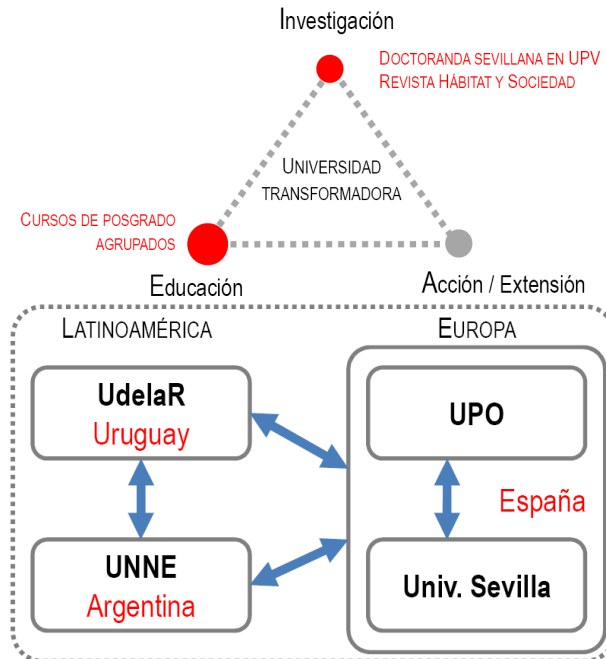 Investigación
DOCTORANDA SEVILLANA EN UPV
REVISTA HÁBITAT Y SOCIEDAD
UNIVERSIDAD
TRANSFORMADORA
CURSOS DE POSGRADO
AGRUPADOS
Educación
Acción / Extensión
LATINOAMÉRICA
EUROPA
UdelaR
Uruguay
UPO
España
UNNE
Argentina
Univ. Sevilla